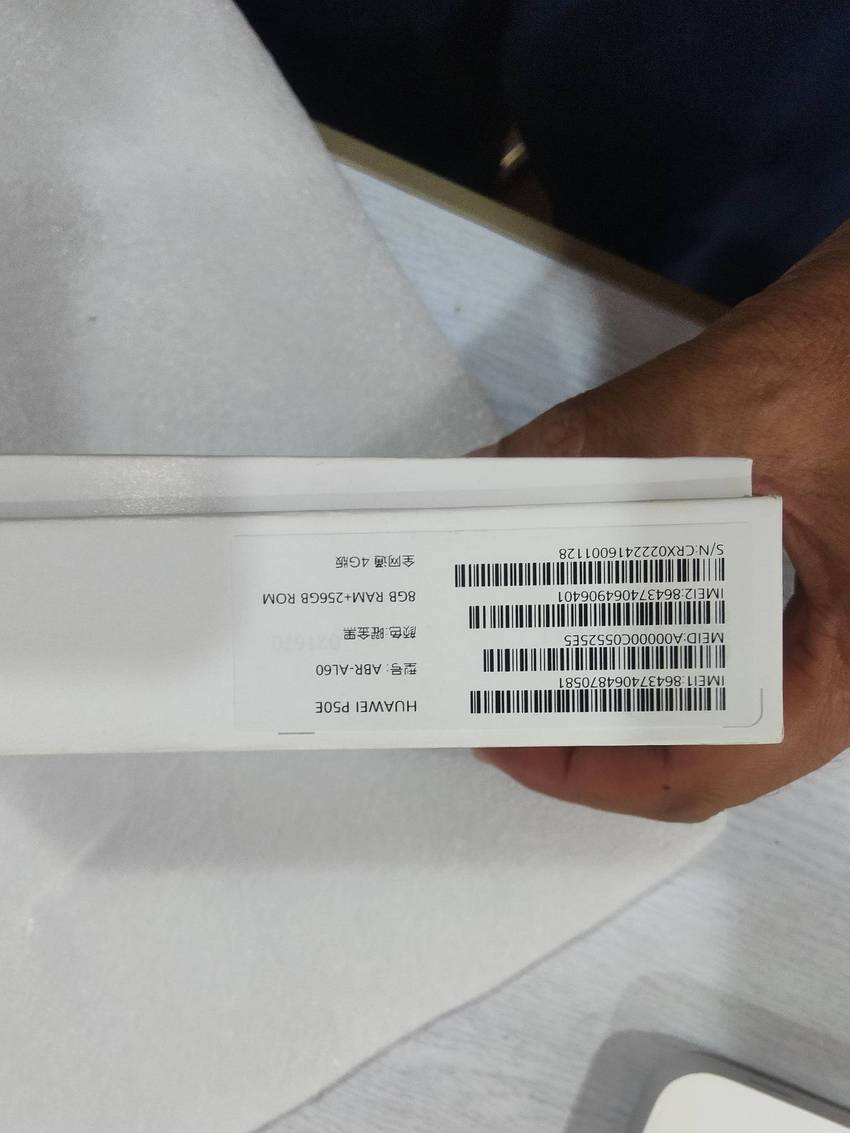 IMEI1:864374064870581
MEID:A00000C05525E5
IMEI2:864374064906401
S/N:CRX0222416001128
HUAWEI P50E
型号: ABR-AL60
颜色:曜金黑
8GB RAM+256GB ROM
全网通 4G版